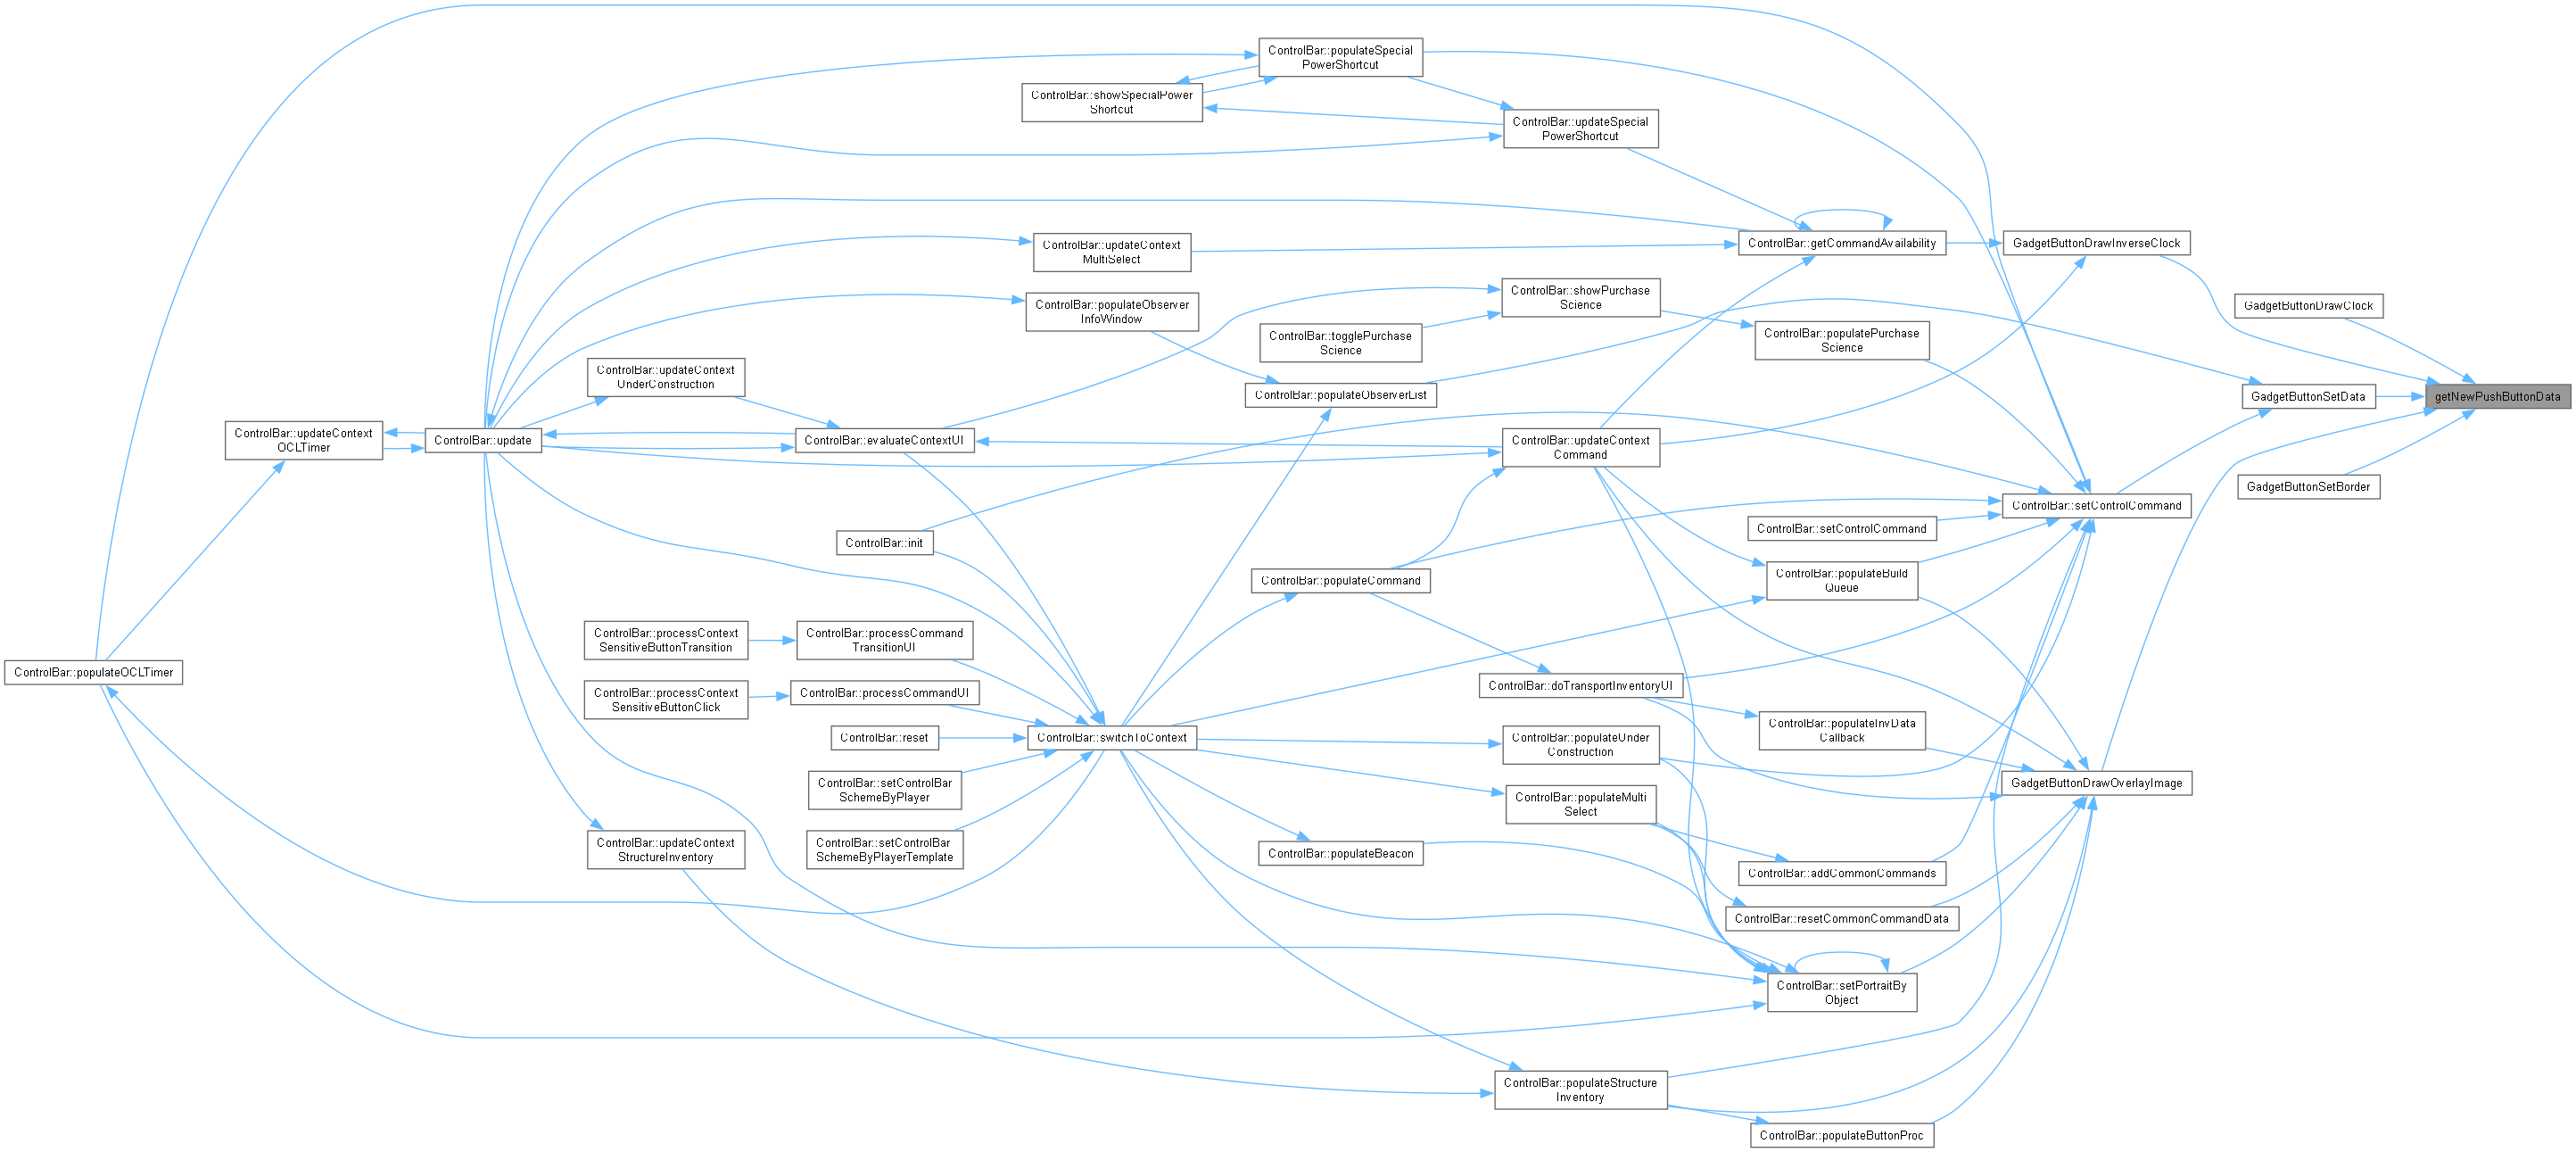 ControlBar::populateSpecial
PowerShortcut
ControlBar::showSpecialPower
Shortcut
ControlBar::updateSpecial
PowerShortcut
ControlBar::getCommandAvailability
GadgetButtonDrawInverseClock
ControlBar::updateContext
MultiSelect
ControlBar::populateObserver
InfoWindow
ControlBar::showPurchase
Science
ControlBar::togglePurchase
Science
ControlBar::populatePurchase
Science
GadgetButtonDrawClock
ControlBar::updateContext
UnderConstruction
ControlBar::populateObserverList
GadgetButtonSetData
getNewPushButtonData
ControlBar::updateContext
OCLTimer
ControlBar::update
ControlBar::evaluateContextUI
ControlBar::updateContext
Command
GadgetButtonSetBorder
ControlBar::setControlCommand
ControlBar::setControlCommand
ControlBar::init
ControlBar::populateCommand
ControlBar::populateBuild
Queue
ControlBar::processContext
SensitiveButtonTransition
ControlBar::processCommand
TransitionUI
ControlBar::populateOCLTimer
ControlBar::processContext
SensitiveButtonClick
ControlBar::processCommandUI
ControlBar::doTransportInventoryUI
ControlBar::reset
ControlBar::switchToContext
ControlBar::populateUnder
Construction
ControlBar::populateInvData
Callback
ControlBar::setControlBar
SchemeByPlayer
GadgetButtonDrawOverlayImage
ControlBar::populateMulti
Select
ControlBar::updateContext
StructureInventory
ControlBar::setControlBar
SchemeByPlayerTemplate
ControlBar::populateBeacon
ControlBar::addCommonCommands
ControlBar::resetCommonCommandData
ControlBar::setPortraitBy
Object
ControlBar::populateStructure
Inventory
ControlBar::populateButtonProc